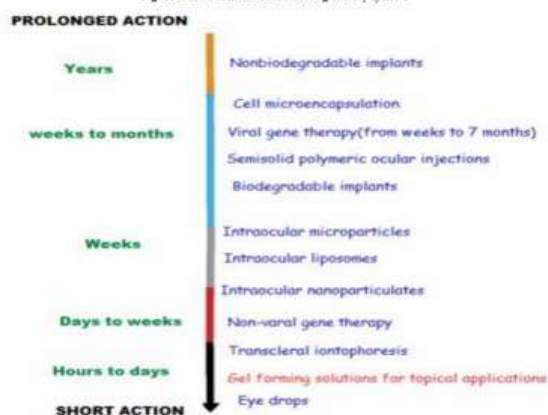 PROLONGED ACTION
Years
Nonbiodegradable implants
Cell microencapsulation
weeks to months
Viral gene therapy(from weeks to 7 months)
Semisolid polymeric ocular injections
Biodegradable implants
Weeks
Intraocular microparticles
Intraocular liposomes
Intraocular nanoparticulates
Days to weeks
Non-varal gene therapy
Transcleral iontophoresis
Hours to days
Gel forming solutions for topical applications
Eye drops
SHORT ACTION